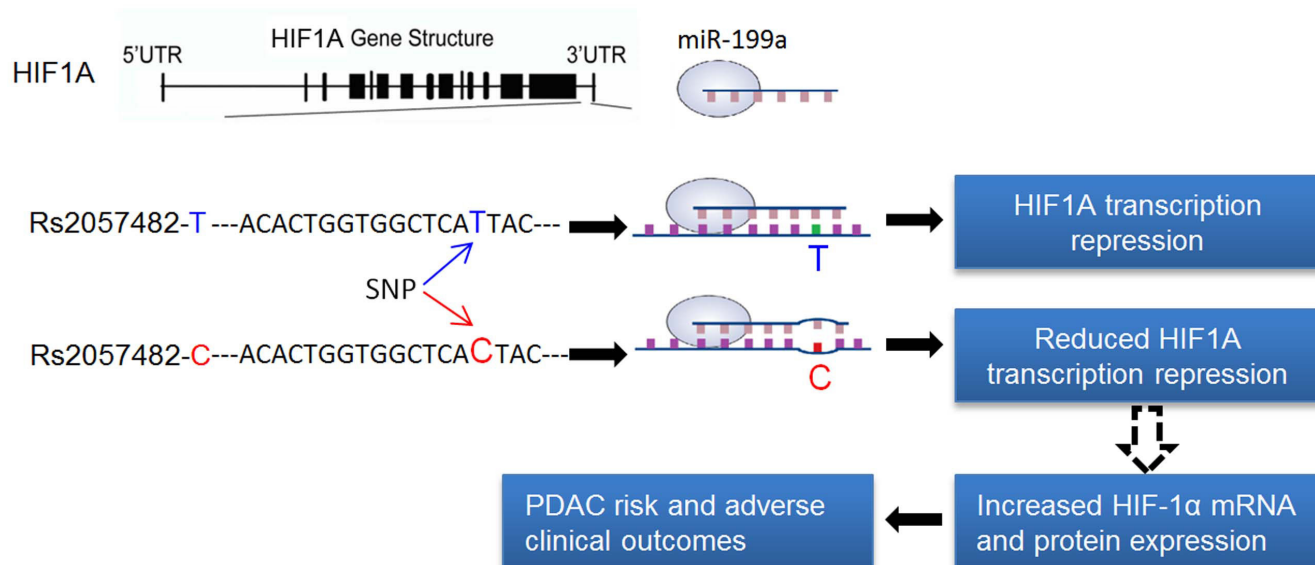 HIF1A
5'UTR
HIF1A Gene Structure
3'UTR
miR-199a
Rs2057482-T ---ACACTGGTGGCTCATTAC---
T
HIF1A transcription
repression
SNP
Rs2057482-C---ACACTGGTGGCTCACTAC---
C
Reduced HIF1A
transcription repression
PDAC risk and adverse
clinical outcomes
Increased HIF-1α mRNA
and protein expression